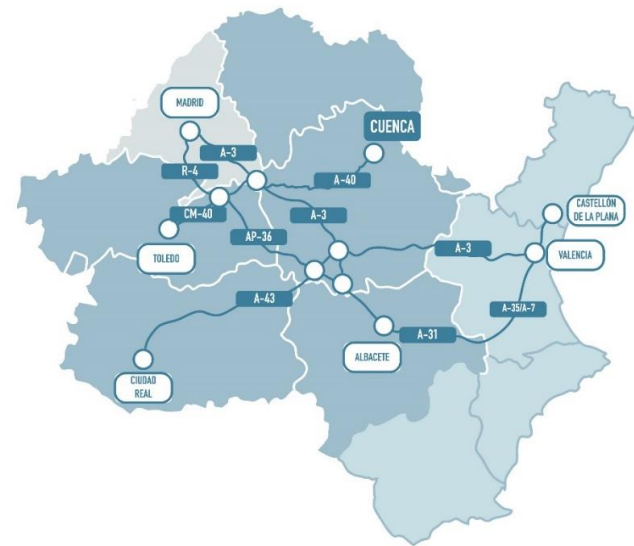 MADRID
CUENCA
A-3
R-4
A-40
CM-40
A-3
AP-36
CASTELLÓN
DE LA PLANA
TOLEDO
A-3
VALENCIA
A-43
A-35/A-7
A-31
ALBACETE
CIUDAD
REAL